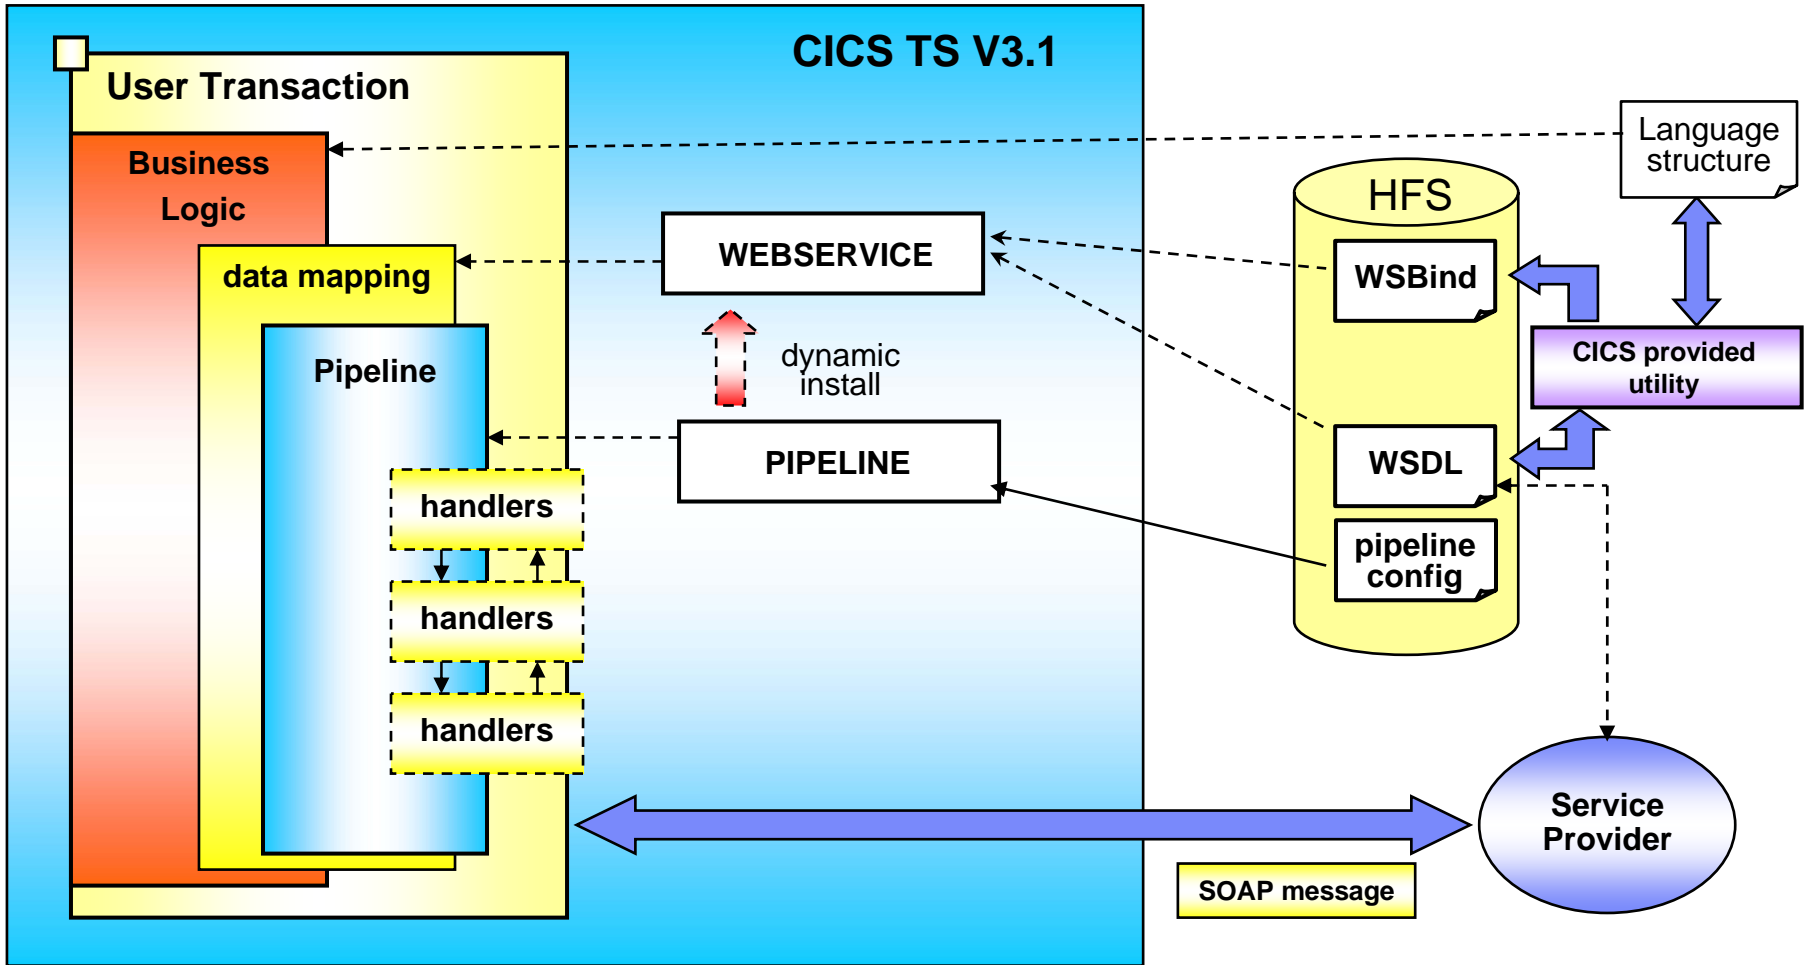 CICS TS V3.1
User Transaction
Business
Logic
data mapping
Pipeline
handlers
handlers
handlers
WEBSERVICE
dynamic
install
PIPELINE
HFS
WSBind
WSDL
pipeline
config
Language
structure
CICS provided
utility
Service
Provider
SOAP message